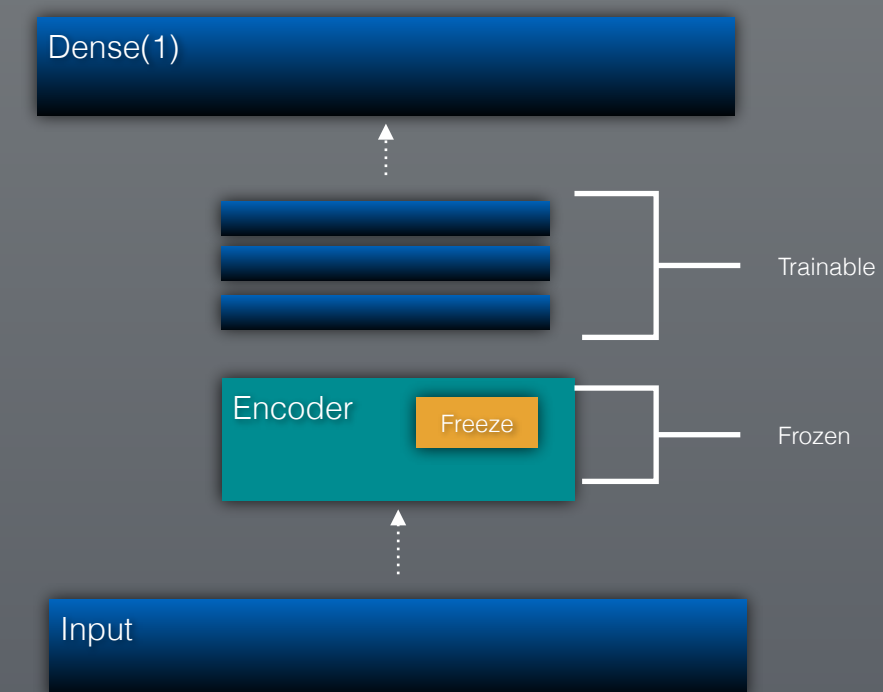 Dense(1)
Trainable
Encoder
Freeze
Frozen
Input